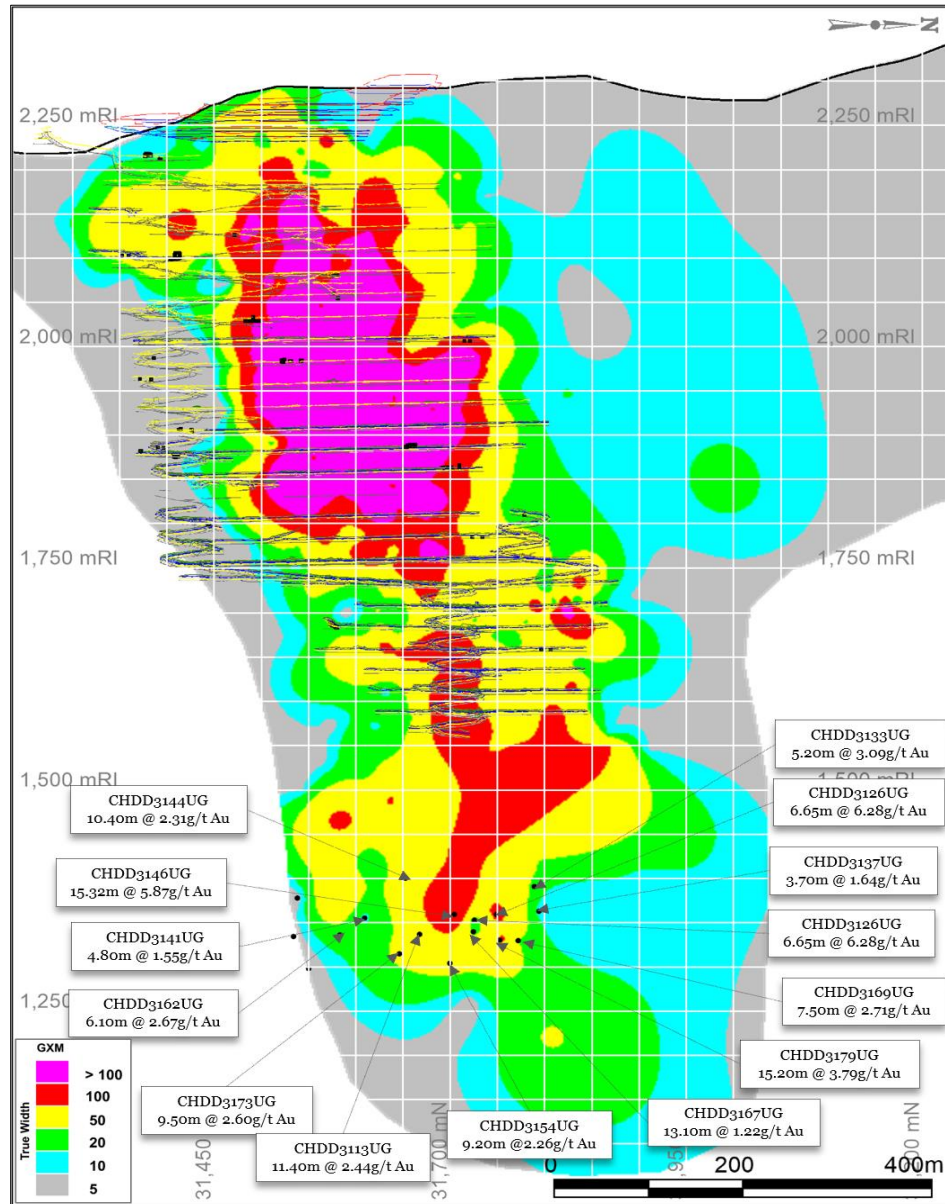 N
2,250 mRl
2,250 mRl
2,000 mRl
2,000 mRl
1,750 mRl
1,750 mRl
1,500 mRl
1,500 mRl
CHDD3133UG
5.20m @ 3.09g/t Au
CHDD3144UG
10.40m @ 2.31g/t Au
CHDD3126UG
6.65m @ 6.28g/t Au
CHDD3146UG
15.32m @ 5.87g/t Au
CHDD3137UG
3.70m @ 1.64g/t Au
CHDD3141UG
4.80m @ 1.55g/t Au
CHDD3126UG
6.65m @ 6.28g/t Au
CHDD3162UG
6.10m @ 2.67g/t Au
CHDD3169UG
7.50m @ 2.71g/t Au
1,250
CHDD3179UG
15.20m @ 3.79g/t Au
CHDD3173UG
9.50m @ 2.60g/t Au
CHDD3113UG
11.40m @ 2.44g/t Au
CHDD3154UG
9.20m @2.26g/t Au
CHDD3167UG
13.10m @ 1.22g/t Au
GXM
True Width
> 100
100
50
20
10
5
31,450
31,700 mN
mN
0
200
400m